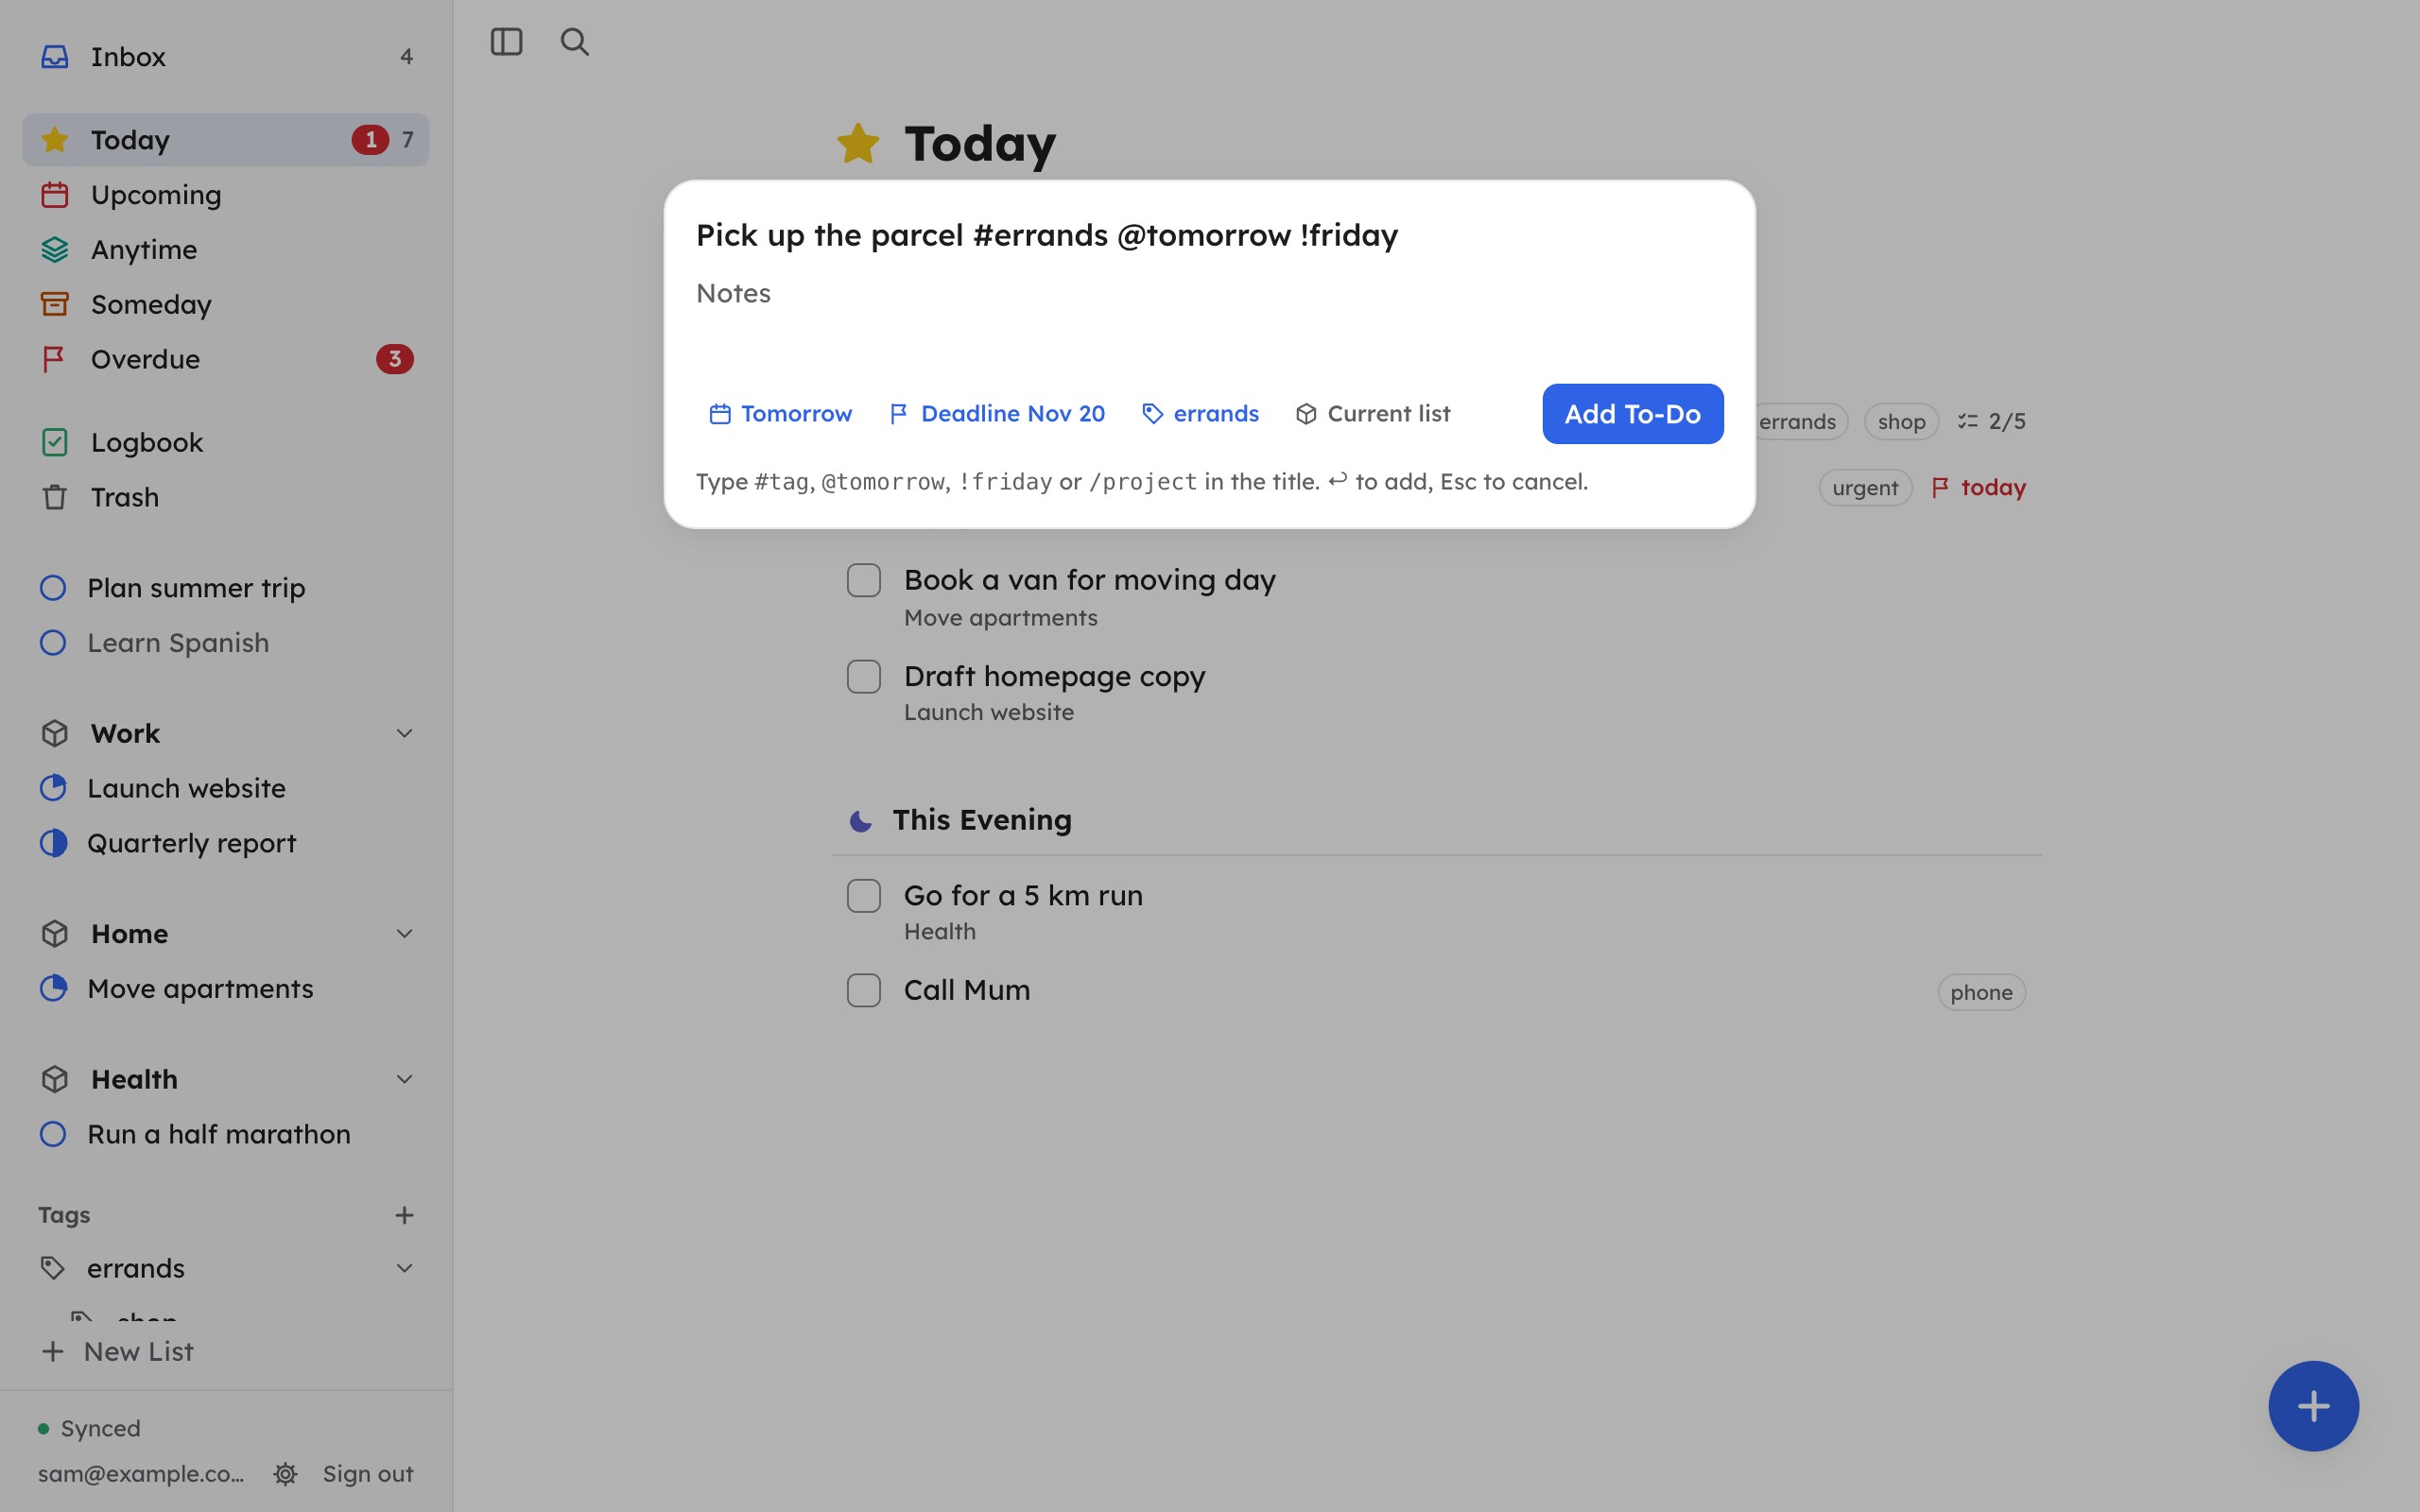 Inbox 4
Today 1 7
Upcoming
Anytime
Someday
Overdue 3
Logbook
Trash
Plan summer trip
Learn Spanish
Work
Launch website
Quarterly report
Home
Move apartments
Health
Run a half marathon
Tags
errands
shop
New List
Synced
sam@example.co...
Sign out
Today
Pick up the parcel #errands @tomorrow !friday
Notes
Tomorrow Deadline Nov 20 errands Current list Add To-Do
Type #tag, @tomorrow, !friday or /project in the title. ↩ to add, Esc to cancel.
errands shop 2/5
urgent today
Book a van for moving day
Move apartments
Draft homepage copy
Launch website
This Evening
Go for a 5 km run
Health
Call Mum phone